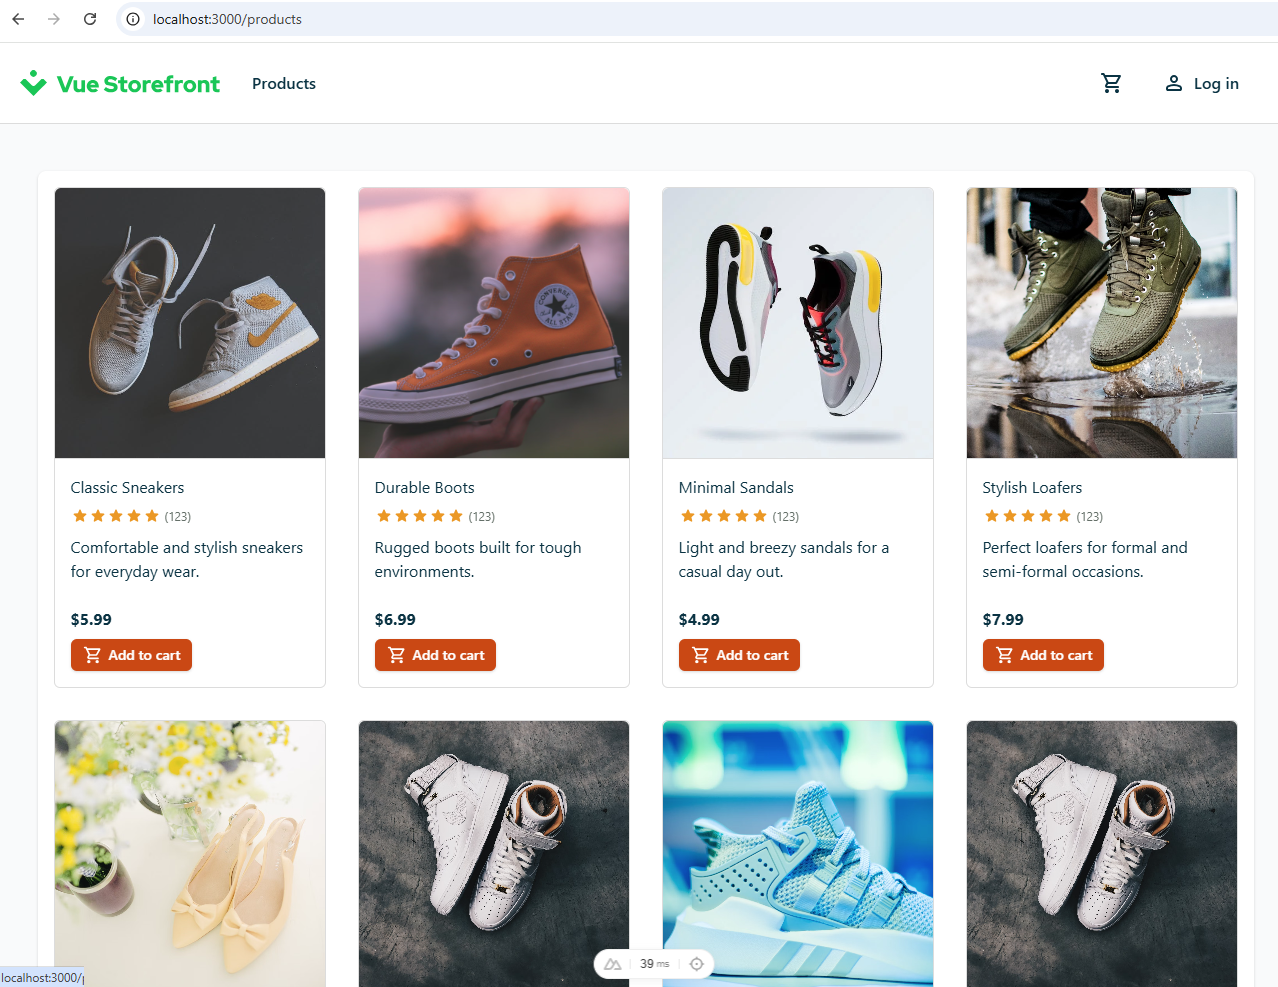 localhost:3000/products
Vue Storefront
Products
Log in
CONVERSE
ALL STAR
Classic Sneakers
(123)
Comfortable and stylish sneakers
for everyday wear.
$5.99
Add to cart
Durable Boots
(123)
Rugged boots built for tough
environments.
$6.99
Add to cart
Minimal Sandals
(123)
Light and breezy sandals for a
casual day out.
$4.99
Add to cart
Stylish Loafers
(123)
Perfect loafers for formal and
semi-formal occasions.
$7.99
Add to cart
39 ms
localhost:3000/p